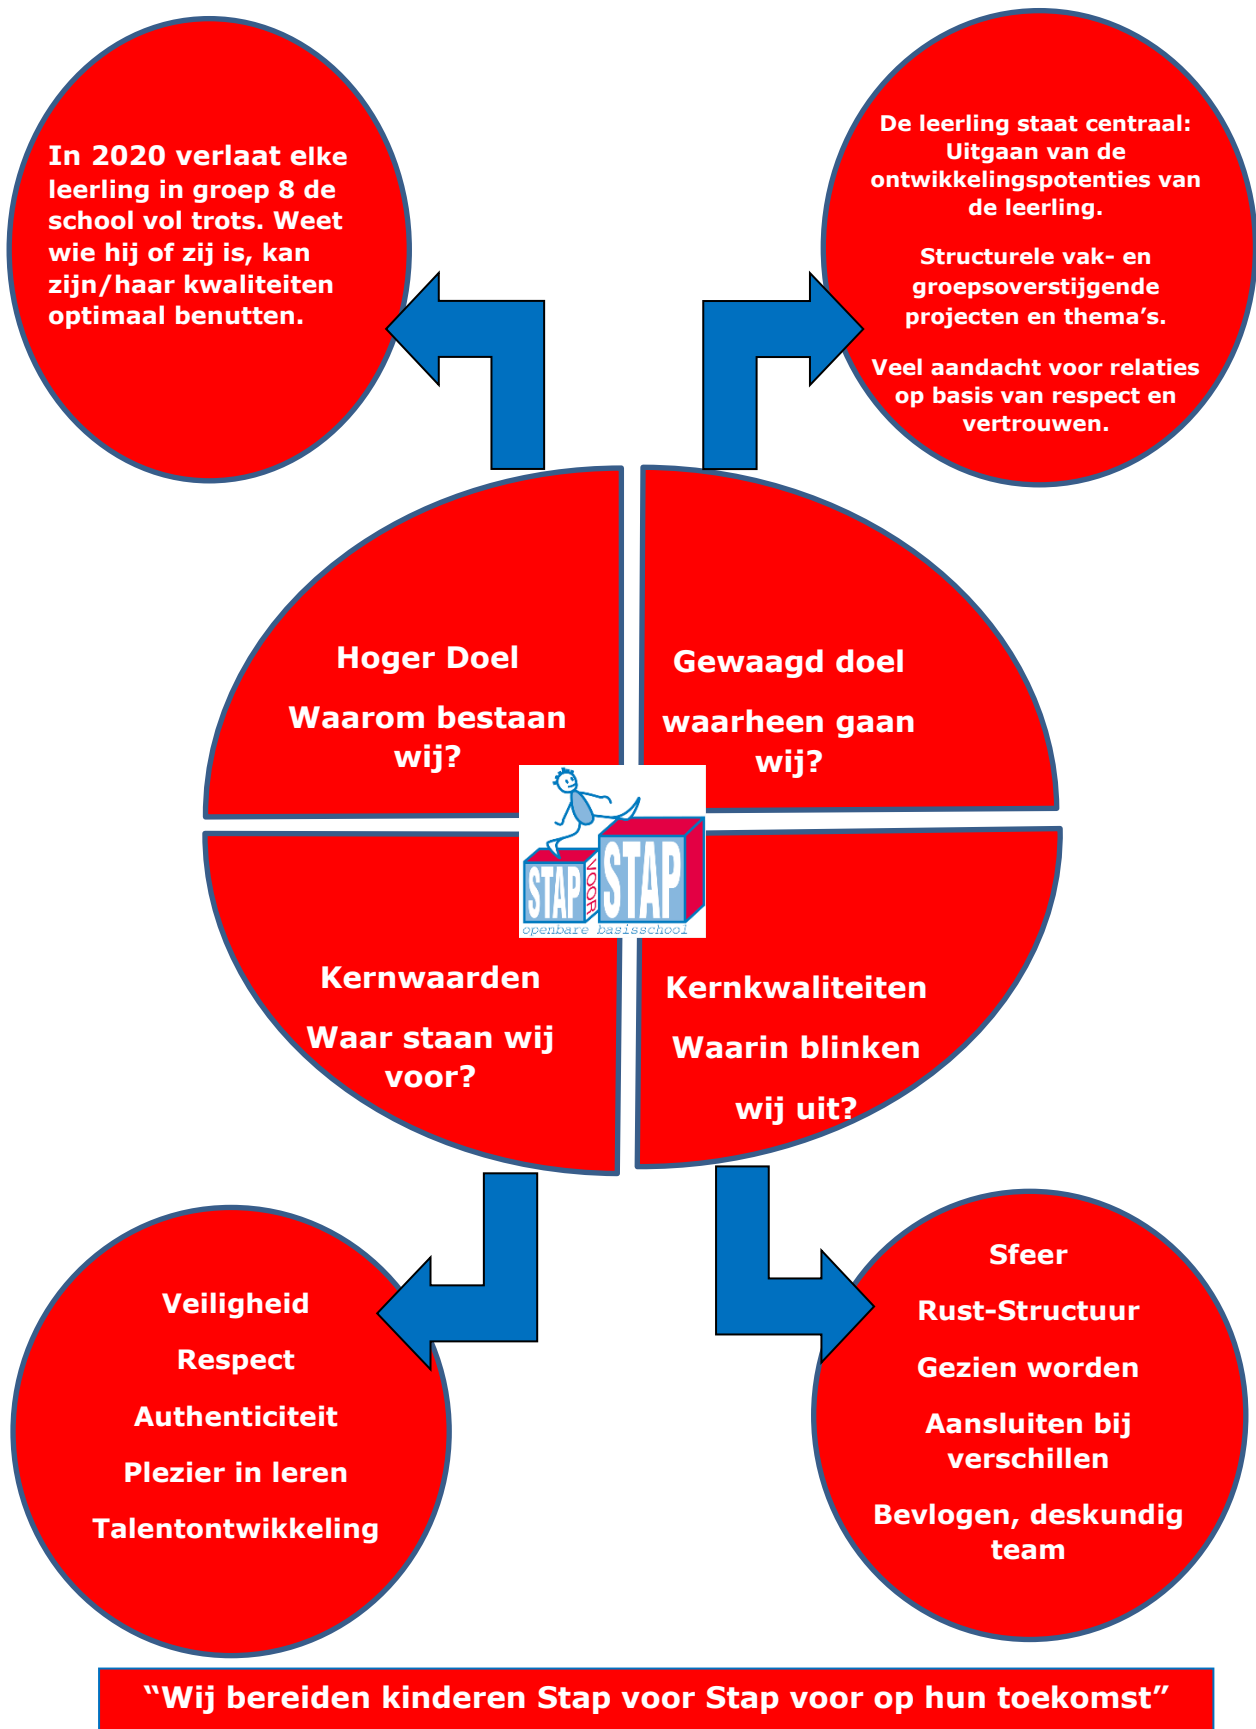 In 2020 verlaat elke
leerling in groep 8 de
school vol trots. Weet
wie hij of zij is, kan
zijn/haar kwaliteiten
optimaal benutten.
De leerling staat centraal:
Uitgaan van de
ontwikkelingspotenties van
de leerling.
Structurele vak- en
groepsoverstijgende
projecten en thema’s.
Veel aandacht voor relaties
op basis van respect en
vertrouwen.
Hoger Doel
Waarom bestaan
wij?
Gewaagd doel
waarheen gaan
wij?
STAP
VOOR
STAP
openbare basisschool
Kernwaarden
Waar staan wij
voor?
Kernkwaliteiten
Waarin blinken
wij uit?
Veiligheid
Respect
Authenticiteit
Plezier in leren
Talentontwikkeling
Sfeer
Rust-Structuur
Gezien worden
Aansluiten bij
verschillen
Bevlogen, deskundig
team
“Wij bereiden kinderen Stap voor Stap voor op hun toekomst”